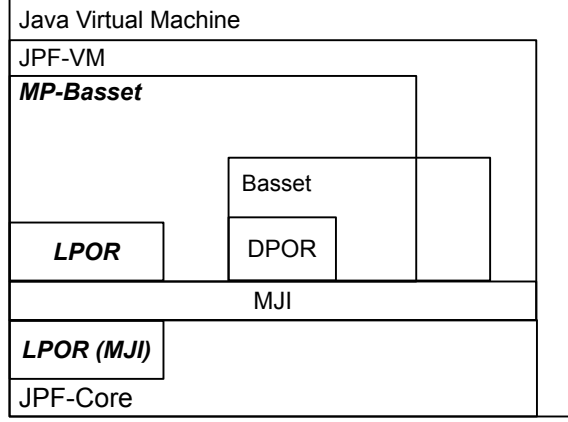 Java Virtual Machine
JPF-VM
MP-Basset
Basset
LPOR
DPOR
MJI
LPOR (MJI)
JPF-Core